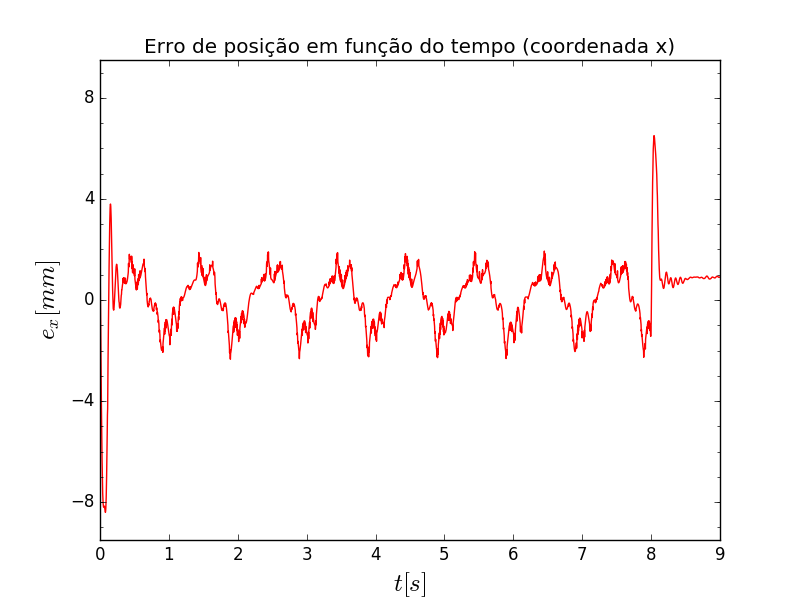 Erro de posição em função do tempo (coordenada x)
8
4
0
−4
−8
e_x[mm]
0 1 2 3 4 5 6 7 8 9
t[s]